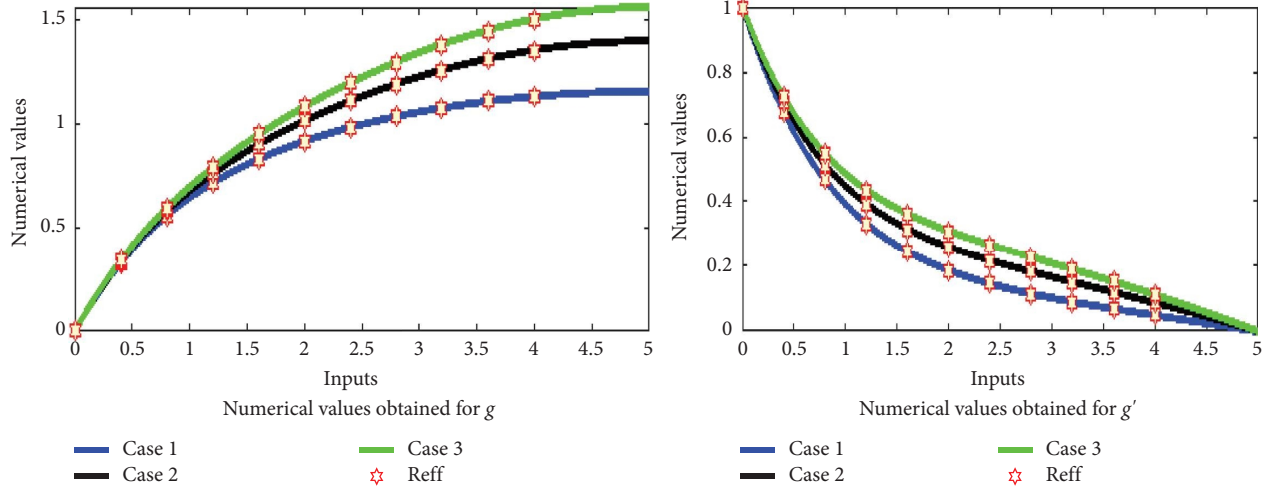 Numerical values
1.5
1
0.5
0
0 0.5 1 1.5 2 2.5 3 3.5 4 4.5 5
Inputs
Numerical values obtained for g
Case 1
Case 2
Case 3
Reff
Numerical values
1
0.8
0.6
0.4
0.2
0
0 0.5 1 1.5 2 2.5 3 3.5 4 4.5 5
Inputs
Numerical values obtained for g′
Case 1
Case 2
Case 3
Reff